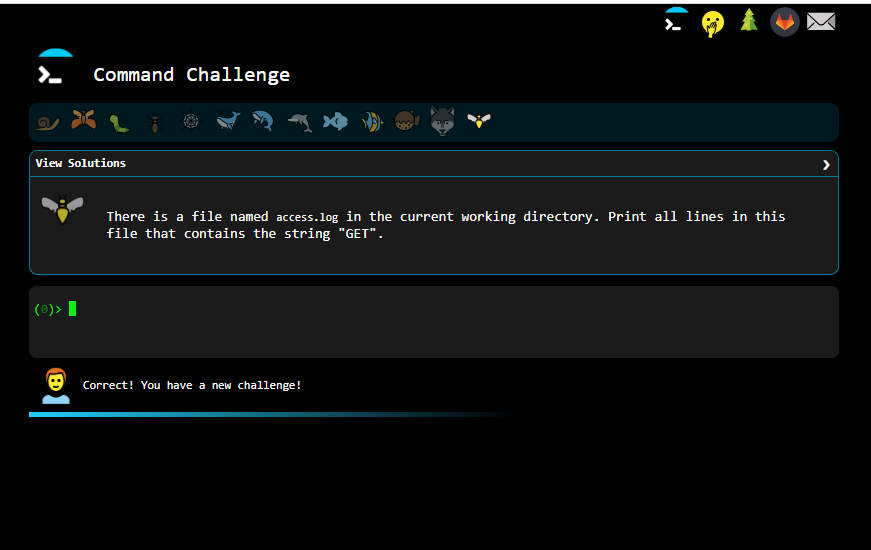 Command Challenge
View Solutions
There is a file named access.log in the current working directory. Print all lines in this
file that contains the string "GET".
(0)>
Correct! You have a new challenge!